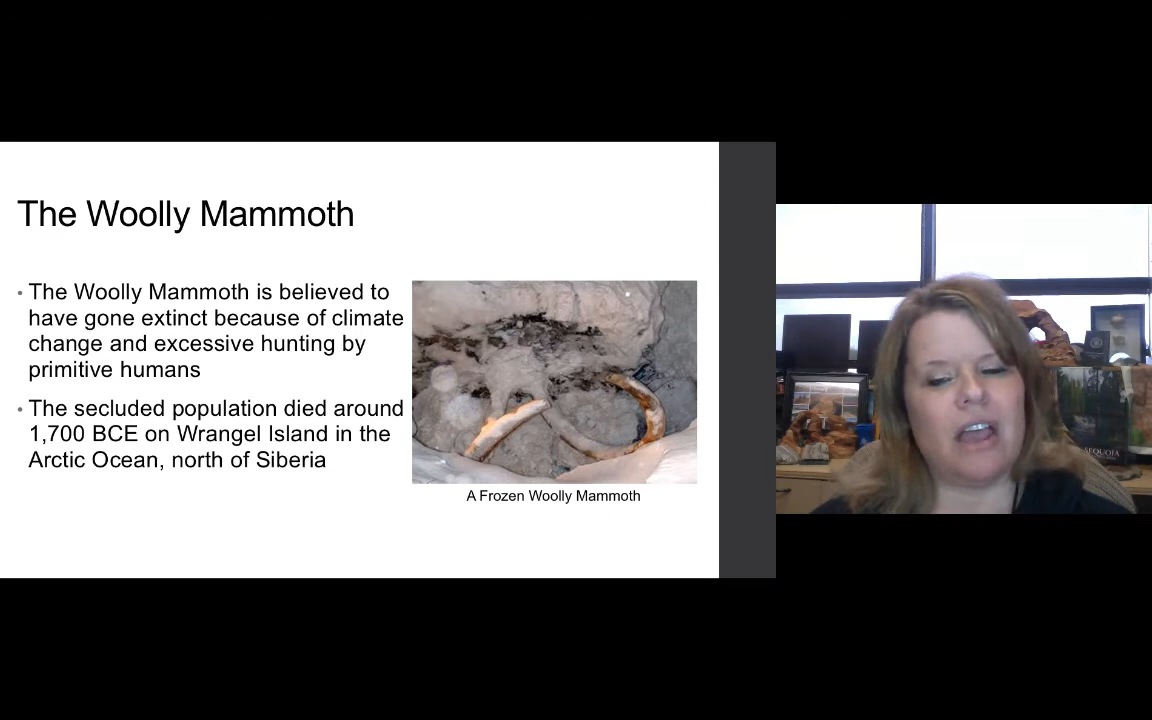 The Woolly Mammoth
• The Woolly Mammoth is believed to
have gone extinct because of climate
change and excessive hunting by
primitive humans
• The secluded population died around
1,700 BCE on Wrangel Island in the
Arctic Ocean, north of Siberia
A Frozen Woolly Mammoth
SEQUOIA